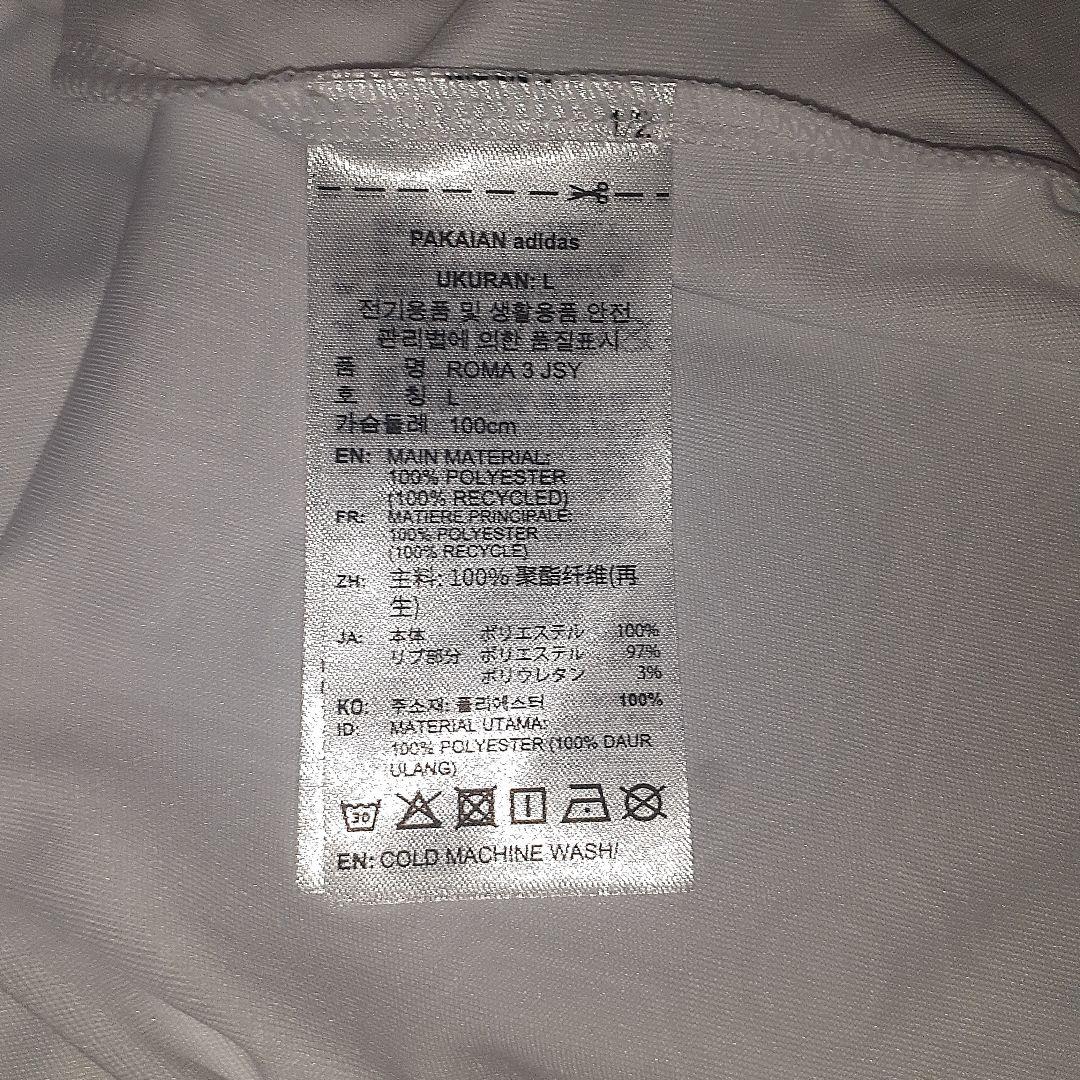 1/2
PAKAIAN adidas
UKURAN: L
전기용품 및 생활용품 안전
관리법에 의한 품질표시
품 명 ROMA 3 JSY
호 칭 L
가슴둘레 100cm
EN: MAIN MATERIAL:
100% POLYESTER
(100% RECYCLED)
FR: MATIERE PRINCIPALE:
100% POLYESTER
(100% RECYCLE)
ZH: 主料: 100% 聚酯纤维(再
生)
JA: 本体 ポリエステル 100%
リブ部分 ポリエステル 97%
ポリウレタン 3%
KO: 주소재: 폴리에스터 100%
ID: MATERIAL UTAMA:
100% POLYESTER (100% DAUR
ULANG)
30
EN: COLD MACHINE WASH/